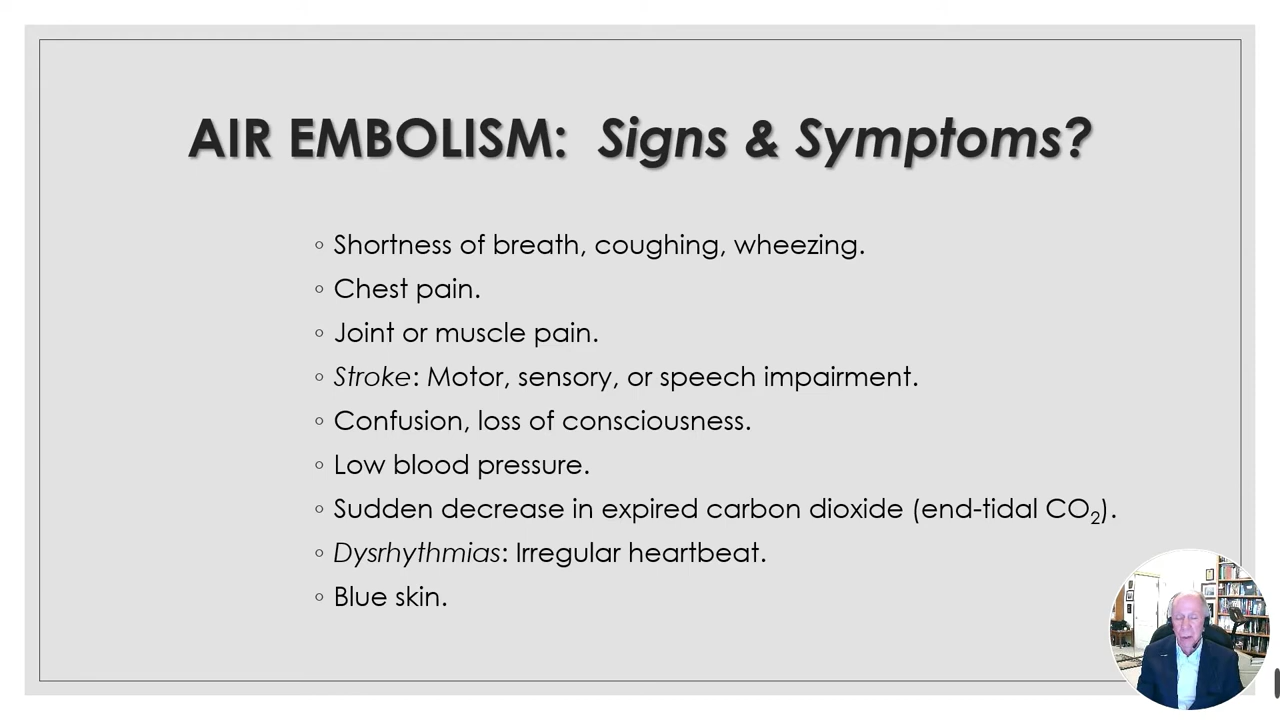 AIR EMBOLISM: Signs & Symptoms?
◦ Shortness of breath, coughing, wheezing.
◦ Chest pain.
◦ Joint or muscle pain.
◦ Stroke: Motor, sensory, or speech impairment.
◦ Confusion, loss of consciousness.
◦ Low blood pressure.
◦ Sudden decrease in expired carbon dioxide (end-tidal CO₂).
◦ Dysrhythmias: Irregular heartbeat.
◦ Blue skin.